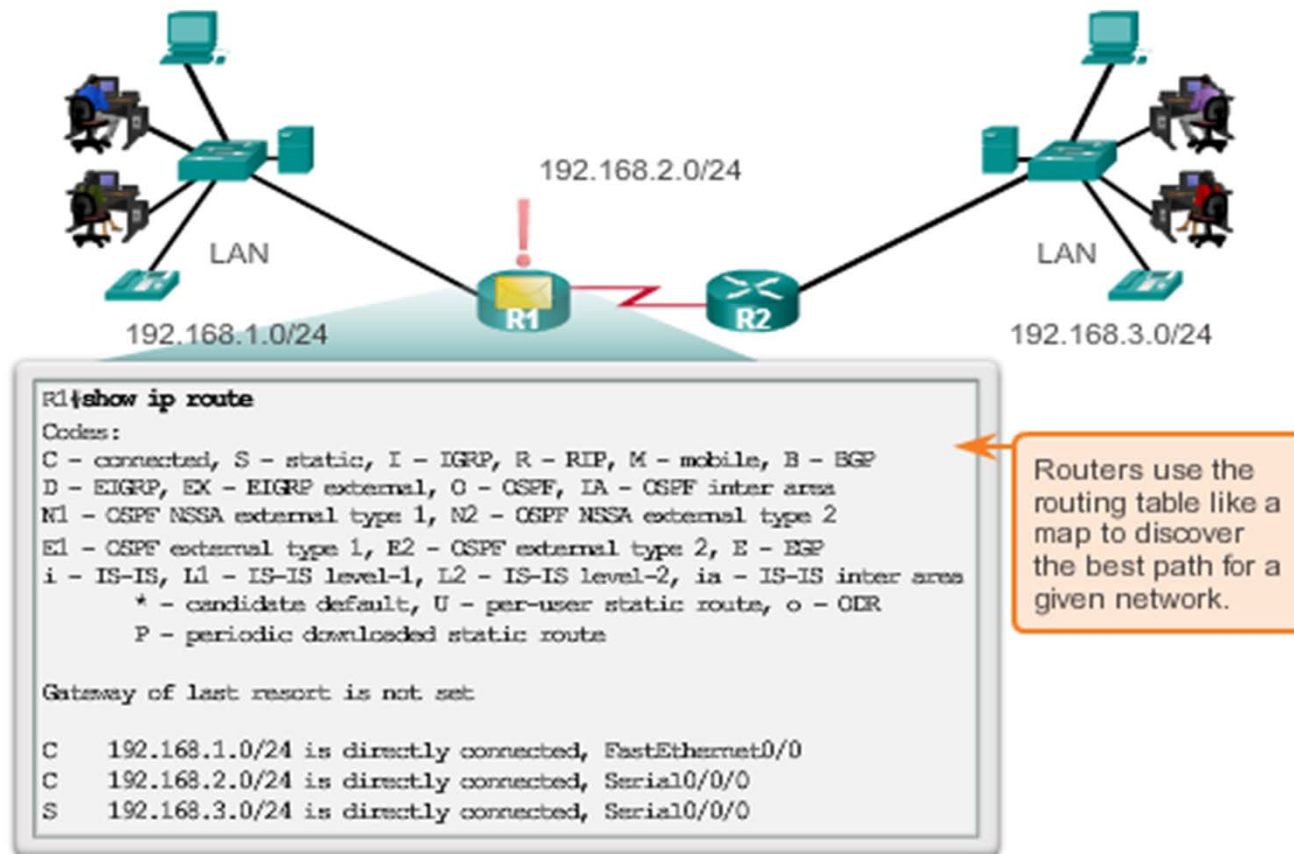 192.168.2.0/24
LAN
LAN
R1
R2
192.168.1.0/24
192.168.3.0/24
R1#show ip route
Codes:
C - connected, S - static, I - IGRP, R - RIP, M - mobile, B - BGP
D - EIGRP, EX - EIGRP external, O - OSPF, IA - OSPF inter area
N1 - OSPF NSSA external type 1, N2 - OSPF NSSA external type 2
E1 - OSPF external type 1, E2 - OSPF external type 2, E - EGP
i - IS-IS, L1 - IS-IS level-1, L2 - IS-IS level-2, ia - IS-IS inter area
* - candidate default, U - per-user static route, o - ODR
P - periodic downloaded static route
Gateway of last resort is not set
C 192.168.1.0/24 is directly connected, FastEthernet0/0
C 192.168.2.0/24 is directly connected, Serial0/0/0
S 192.168.3.0/24 is directly connected, Serial0/0/0
Routers use the
routing table like a
map to discover
the best path for a
given network.